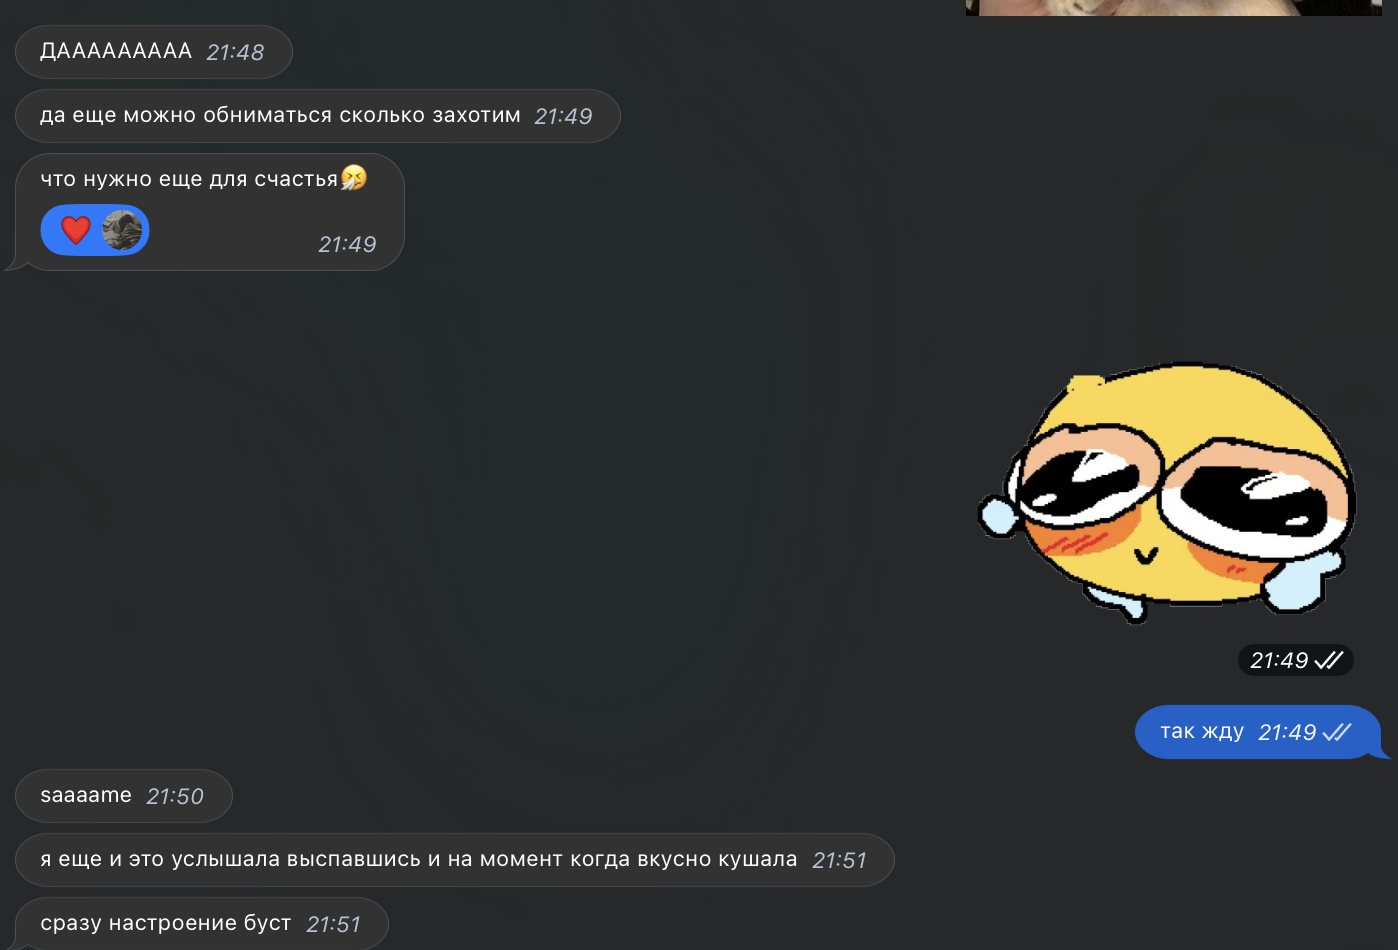 ДААААААААА 21:48
да еще можно обниматься сколько захотим 21:49
что нужно еще для счастья🤧
❤️
21:49
21:49
так жду 21:49
saaaame 21:50
я еще и это услышала выспавшись и на момент когда вкусно кушала 21:51
сразу настроение буст 21:51